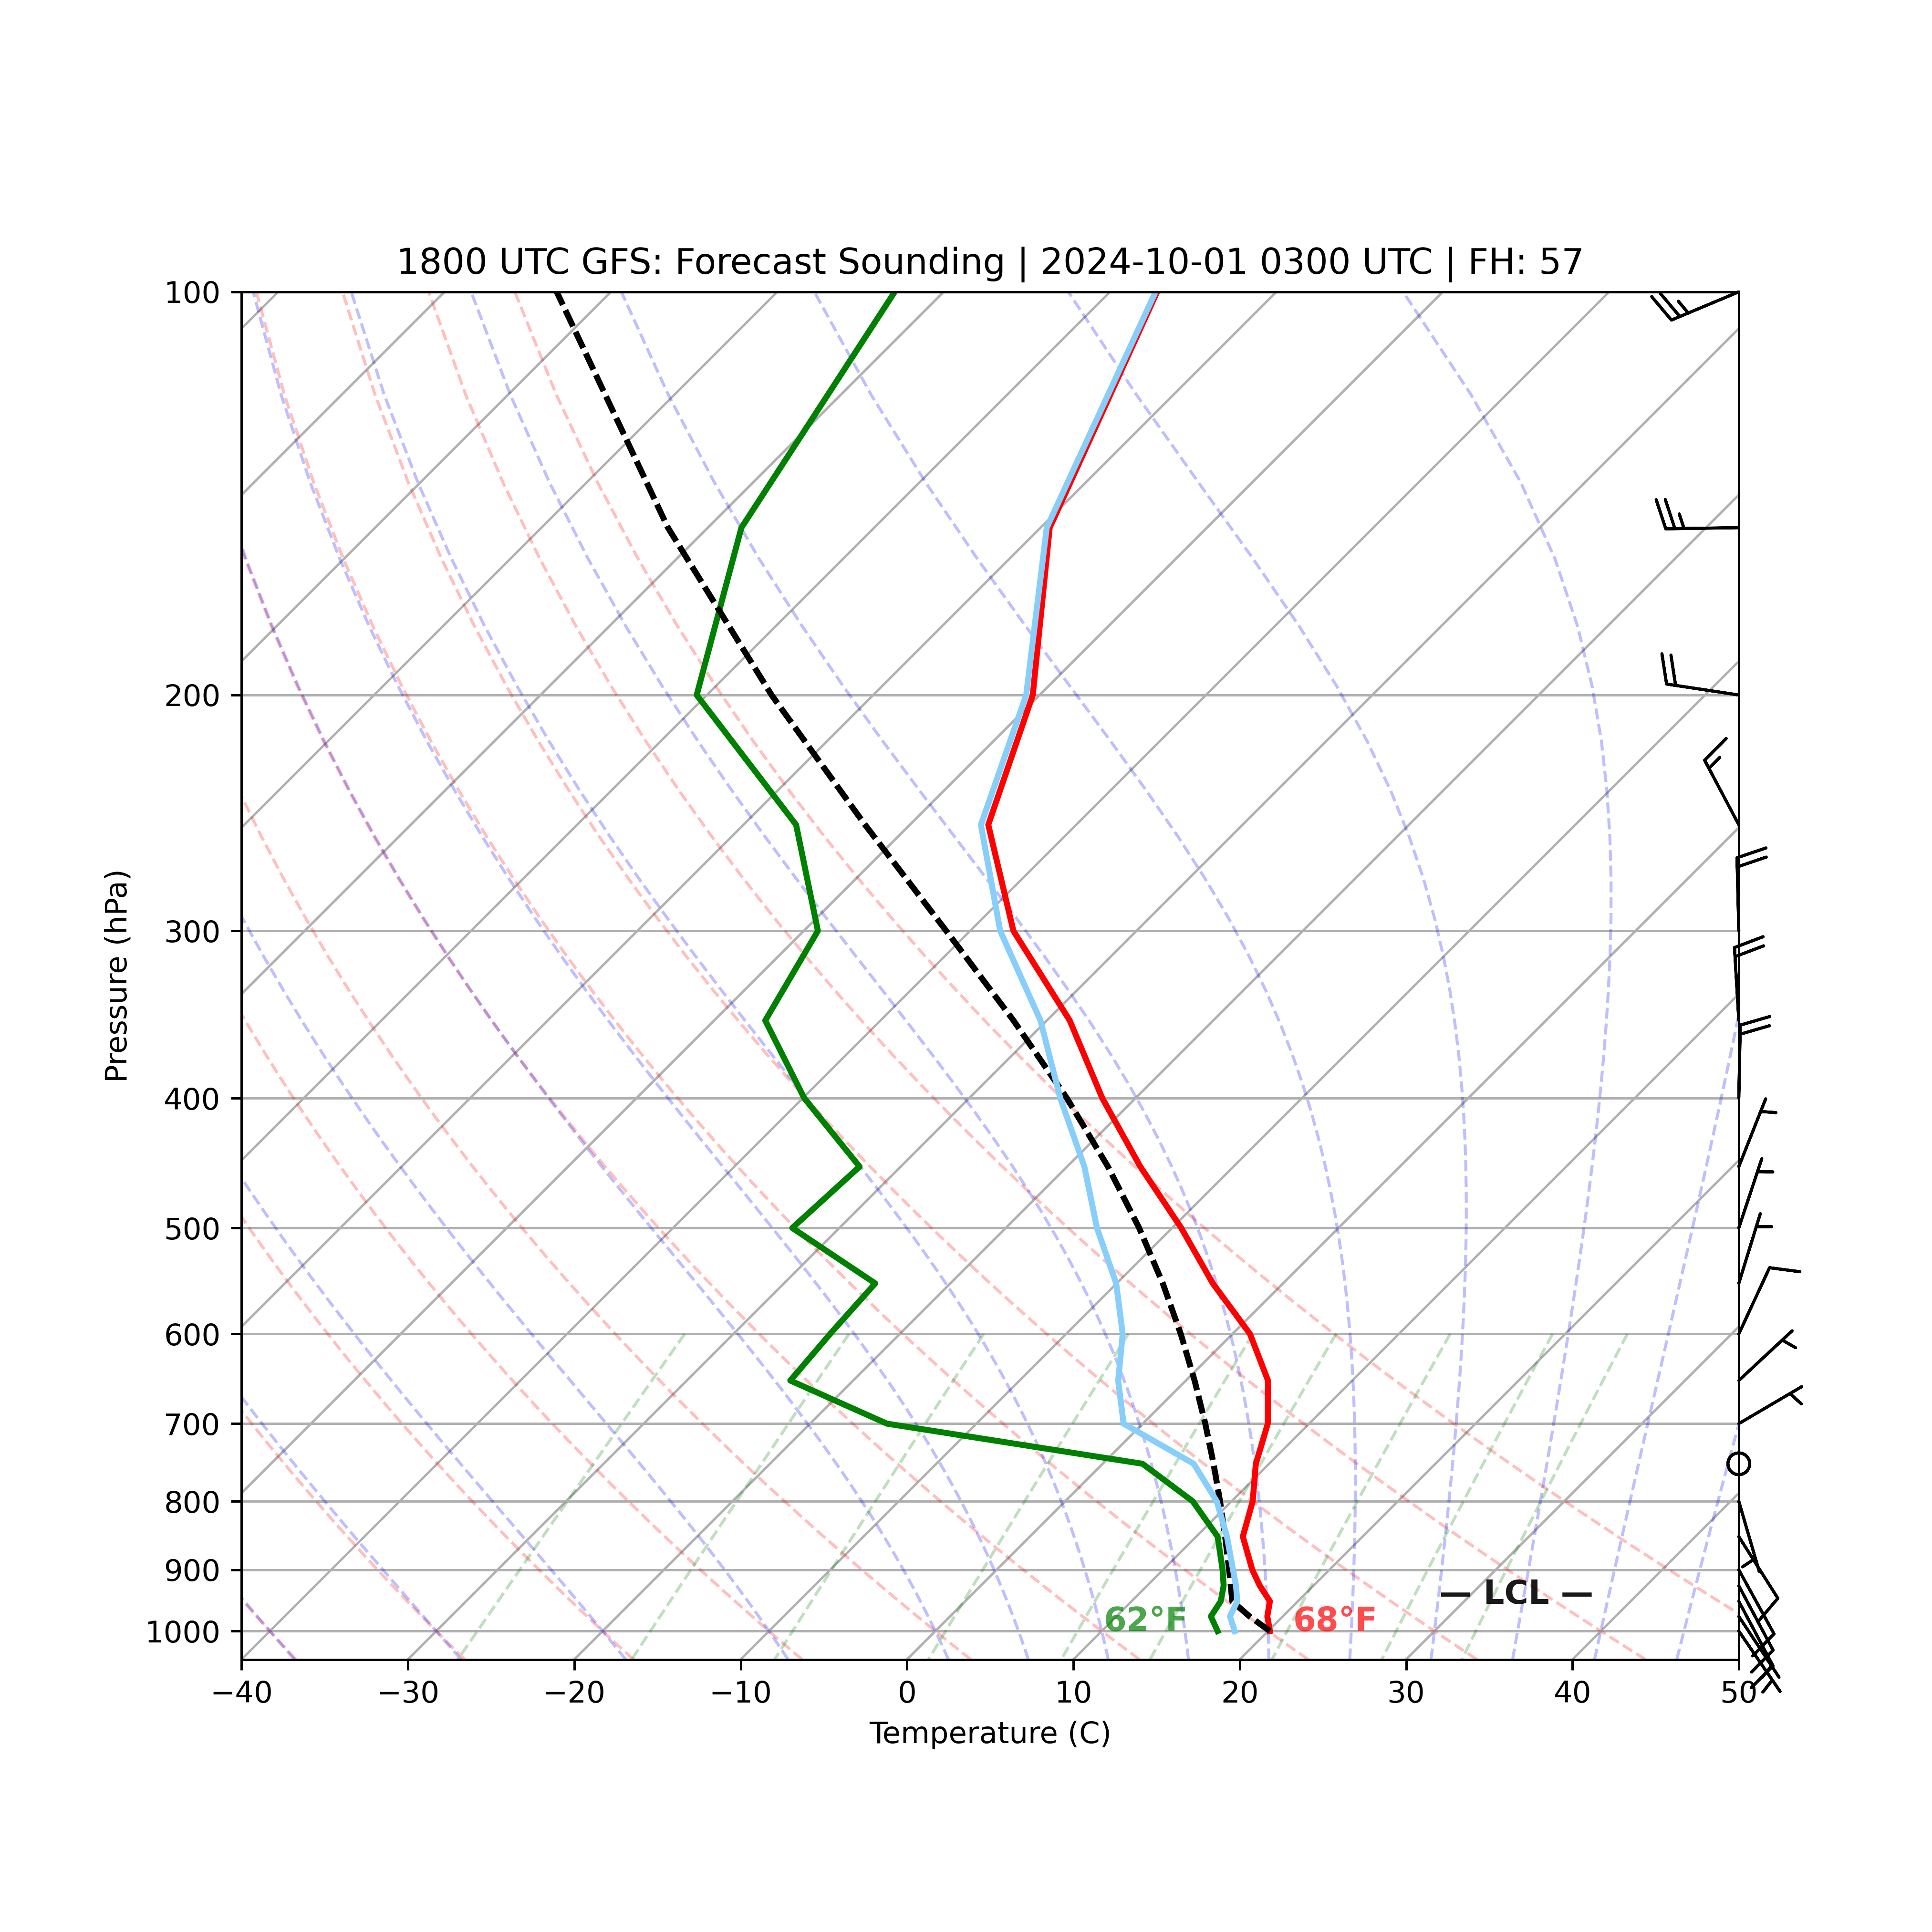 1800 UTC GFS: Forecast Sounding | 2024-10-01 0300 UTC | FH: 57
100
200
300
400
500
600
700
800
900
1000
Pressure (hPa)
— LCL —
62°F
68°F
−40 −30 −20 −10 0 10 20 30 40 50
Temperature (C)